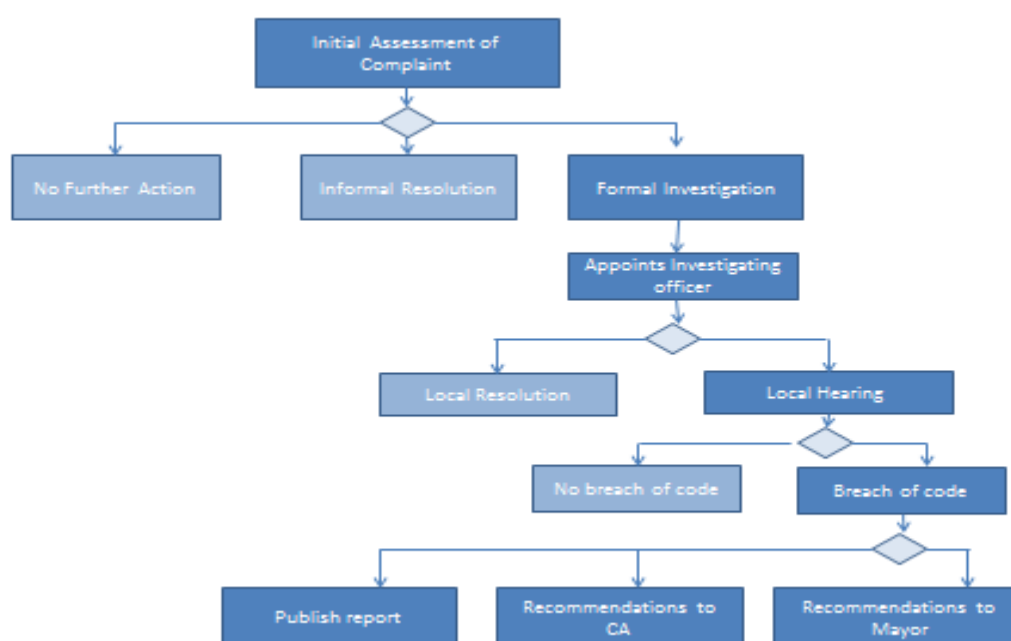 Initial Assessment of
Complaint
No Further Action
Informal Resolution
Formal Investigation
Appoints Investigating
officer
Local Resolution
Local Hearing
No breach of code
Breach of code
Publish report
Recommendations to
CA
Recommendations to
Mayor